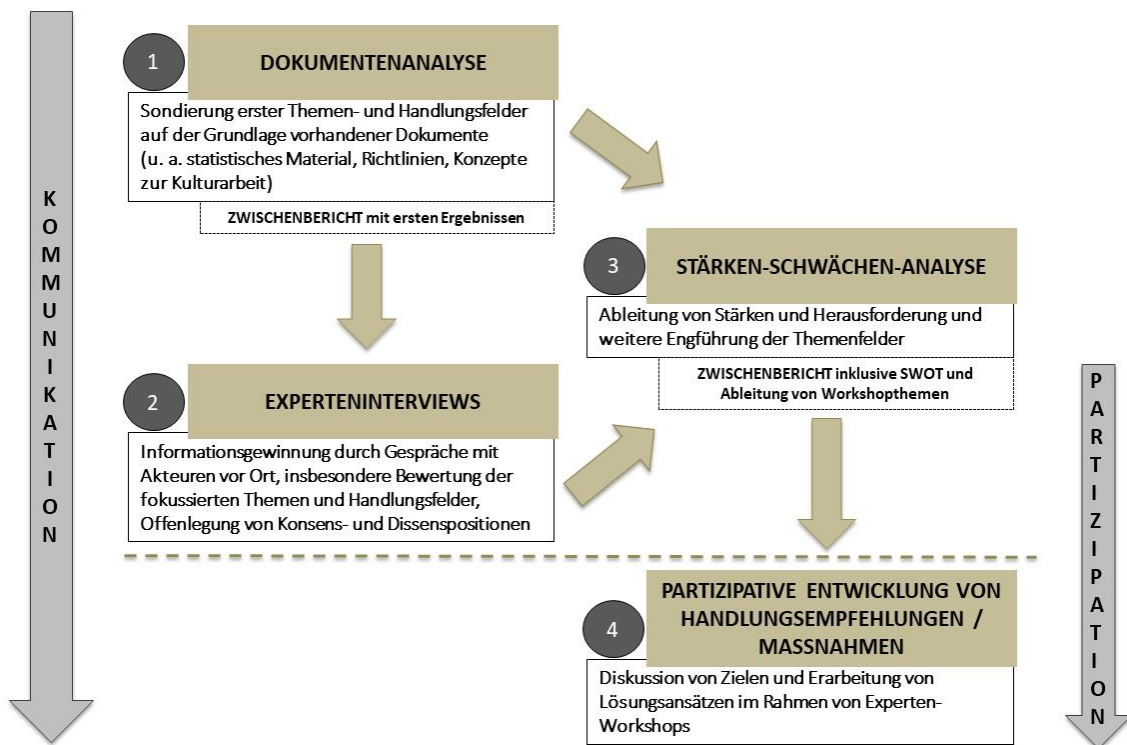 KOMMUNIKATION
1
DOKUMENTENANALYSE
Sondierung erster Themen- und Handlungsfelder
auf der Grundlage vorhandener Dokumente
(u. a. statistisches Material, Richtlinien, Konzepte
zur Kulturarbeit)
ZWISCHENBERICHT mit ersten Ergebnissen
2
EXPERTENINTERVIEWS
Informationsgewinnung durch Gespräche mit
Akteuren vor Ort, insbesondere Bewertung der
fokussierten Themen und Handlungsfelder,
Offenlegung von Konsens- und Dissenspositionen
3
STÄRKEN-SCHWÄCHEN-ANALYSE
Ableitung von Stärken und Herausforderung und
weitere Engführung der Themenfelder
ZWISCHENBERICHT inklusive SWOT und
Ableitung von Workshopthemen
4
PARTIZIPATIVE ENTWICKLUNG VON
HANDLUNGSEMPFEHLUNGEN /
MASSNAHMEN
Diskussion von Zielen und Erarbeitung von
Lösungsansätzen im Rahmen von Experten-
Workshops
PARTIZIPATION